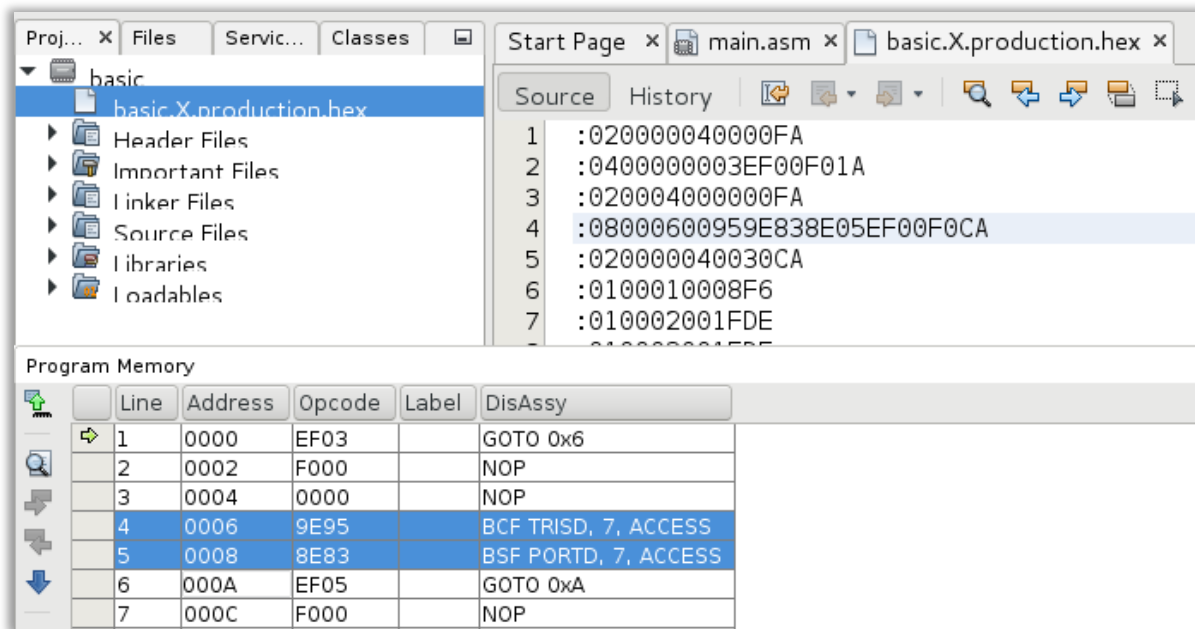 Proj... × Files Servic... Classes
Start Page × main.asm × basic.X.production.hex ×
basic
basic.X.production.hex
Header Files
Important Files
Linker Files
Source Files
Libraries
Loadables
Source History
1 :020000040000FA
2 :0400000003EF00F01A
3 :020004000000FA
4 :08000600959E838E05EF00F0CA
5 :020000040030CA
6 :0100010008F6
7 :010002001FDE
Program Memory
Line Address Opcode Label DisAssy
1 0000 EF03 GOTO 0x6
2 0002 F000 NOP
3 0004 0000 NOP
4 0006 9E95 BCF TRISD, 7, ACCESS
5 0008 8E83 BSF PORTD, 7, ACCESS
6 000A EF05 GOTO 0xA
7 000C F000 NOP